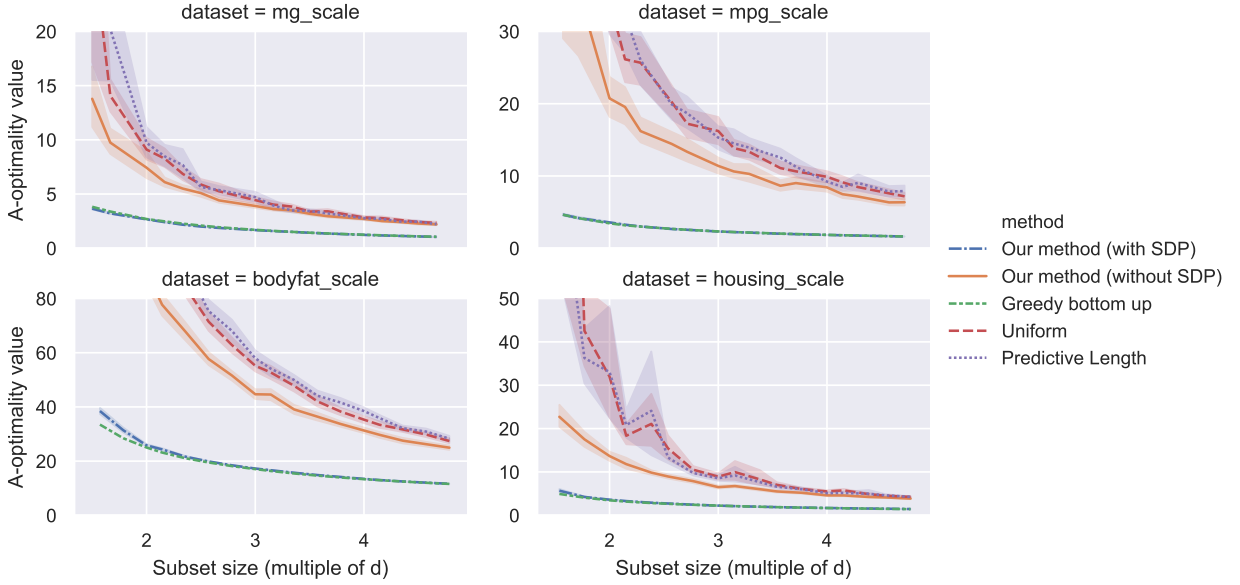 dataset = mg_scale
dataset = mpg_scale
A-optimality value
20
15
10
5
0
30
20
10
0
dataset = bodyfat_scale
dataset = housing_scale
A-optimality value
80
60
40
20
0
50
40
30
20
10
0
2
3
4
2
3
4
Subset size (multiple of d)
Subset size (multiple of d)
method
Our method (with SDP)
Our method (without SDP)
Greedy bottom up
Uniform
Predictive Length